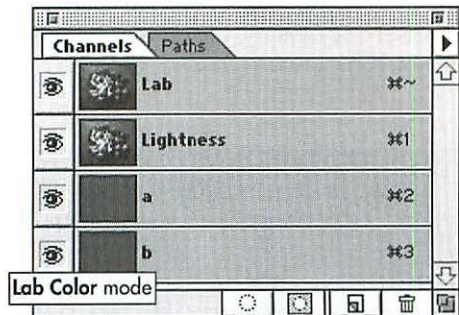 Channels Paths
Lab ⌘~
Lightness ⌘1
a ⌘2
b ⌘3
Lab Color mode